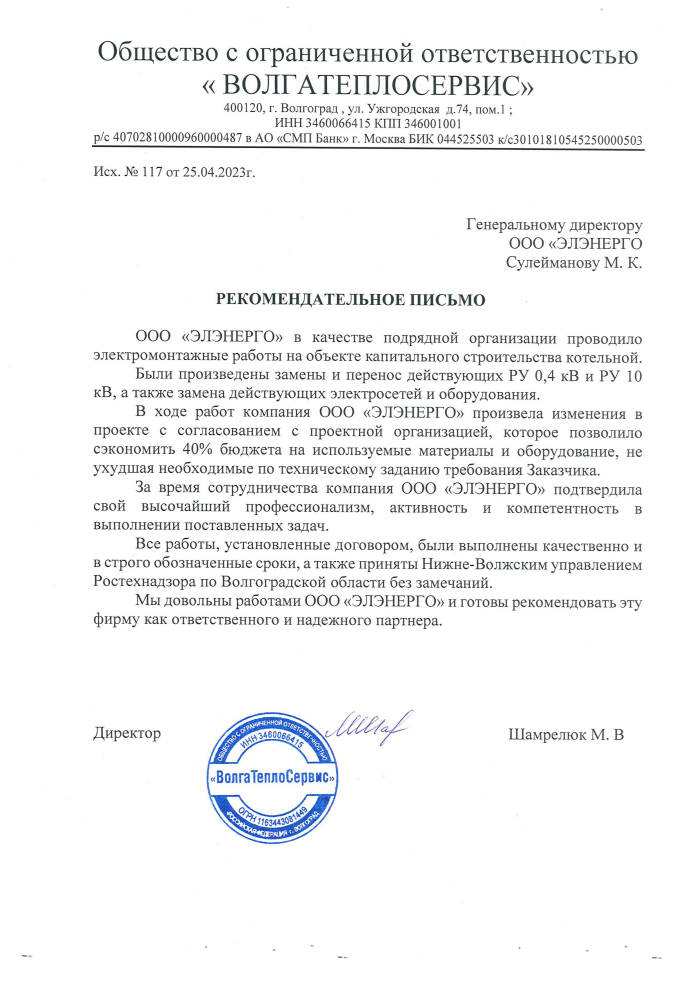 Общество с ограниченной ответственностью
« ВОЛГАТЕПЛОСЕРВИС»
400120, г. Волгоград , ул. Ужгородская д.74, пом.1 ;
ИНН 3460066415 КПП 346001001
р/с 40702810000960000487 в АО «СМП Банк» г. Москва БИК 044525503 к/с30101810545250000503
Исх. № 117 от 25.04.2023г.
Генеральному директору
ООО «ЭЛЭНЕРГО
Сулейманову М. К.
РЕКОМЕНДАТЕЛЬНОЕ ПИСЬМО
ООО «ЭЛЭНЕРГО» в качестве подрядной организации проводило
электромонтажные работы на объекте капитального строительства котельной.
Были произведены замены и перенос действующих РУ 0,4 кВ и РУ 10
кВ, а также замена действующих электросетей и оборудования.
В ходе работ компания ООО «ЭЛЭНЕРГО» произвела изменения в
проекте с согласованием с проектной организацией, которое позволило
сэкономить 40% бюджета на используемые материалы и оборудование, не
ухудшая необходимые по техническому заданию требования Заказчика.
За время сотрудничества компания ООО «ЭЛЭНЕРГО» подтвердила
свой высочайший профессионализм, активность и компетентность в
выполнении поставленных задач.
Все работы, установленные договором, были выполнены качественно и
в строго обозначенные сроки, а также приняты Нижне-Волжским управлением
Ростехнадзора по Волгоградской области без замечаний.
Мы довольны работами ООО «ЭЛЭНЕРГО» и готовы рекомендовать эту
фирму как ответственного и надежного партнера.
Директор
Шамрелюк М. В
ОБЩЕСТВО С ОГРАНИЧЕННОЙ ОТВЕТСТВЕННОСТЬЮ
ИНН 3460066415
«ВолгаТеплоСервис»
ОГРН 1163443081449
РОССИЙСКАЯ ФЕДЕРАЦИЯ г. ВОЛГОГРАД